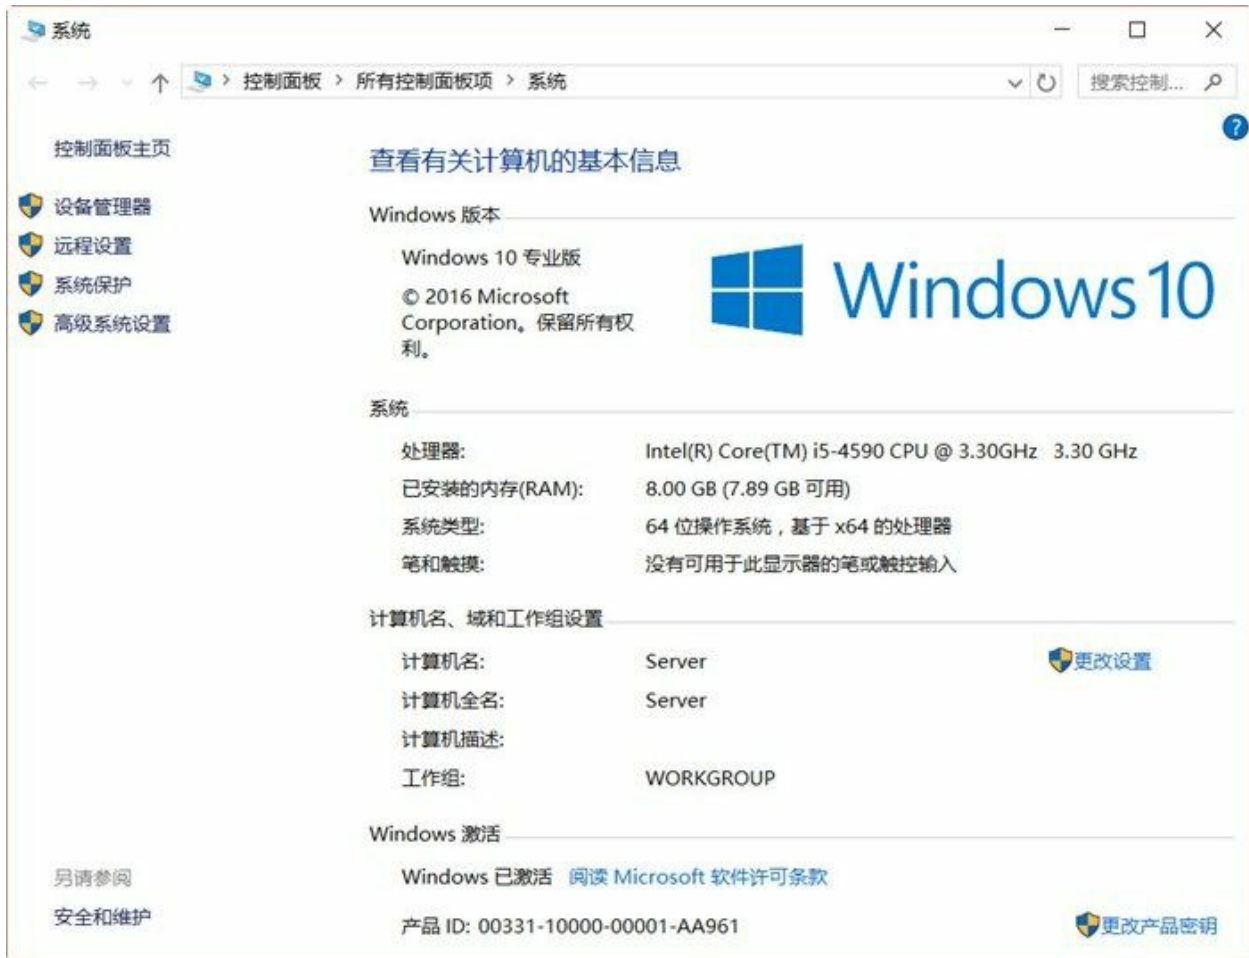 系统
控制面板 > 所有控制面板项 > 系统
搜索控制...
?
控制面板主页
设备管理器
远程设置
系统保护
高级系统设置
查看有关计算机的基本信息
Windows 版本
Windows 10 专业版
© 2016 Microsoft
Corporation。保留所有权
利。
Windows 10
系统
处理器: Intel(R) Core(TM) i5-4590 CPU @ 3.30GHz 3.30 GHz
已安装的内存(RAM): 8.00 GB (7.89 GB 可用)
系统类型: 64 位操作系统，基于 x64 的处理器
笔和触摸: 没有可用于此显示器的笔或触控输入
计算机名、域和工作组设置
计算机名: Server 更改设置
计算机全名: Server
计算机描述:
工作组: WORKGROUP
Windows 激活
Windows 已激活 阅读 Microsoft 软件许可条款
产品 ID: 00331-10000-00001-AA961 更改产品密钥
另请参阅
安全和维护